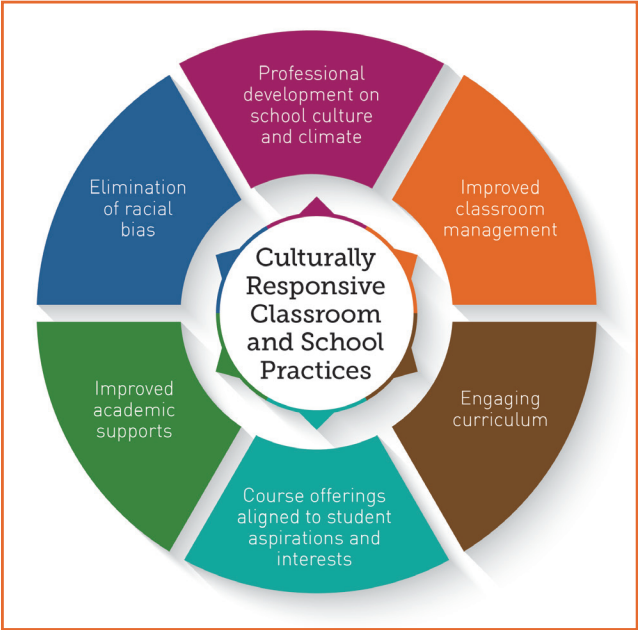 Professional
development on
school culture
and climate
Improved
classroom
management
Engaging
curriculum
Course offerings
aligned to student
aspirations and
interests
Improved
academic
supports
Elimination
of racial
bias
Culturally
Responsive
Classroom
and School
Practices